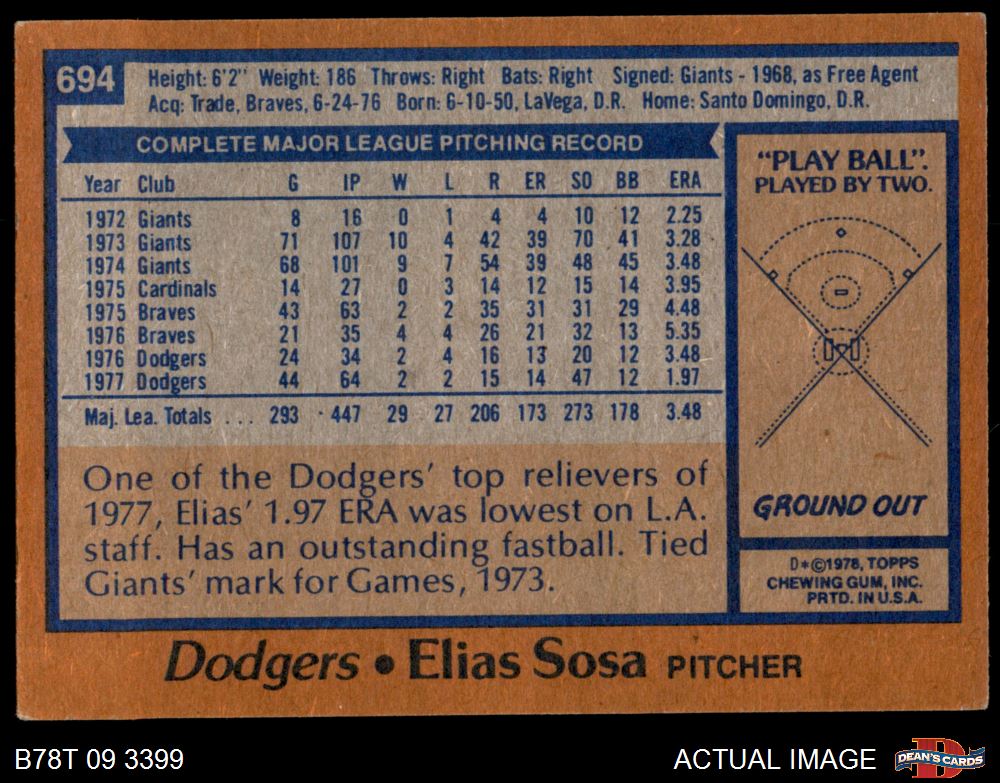 694
Height: 6'2" Weight: 186 Throws: Right Bats: Right Signed: Giants - 1968, as Free Agent
Acq: Trade, Braves, 6-24-76 Born: 6-10-50, LaVega, D.R. Home: Santo Domingo, D.R.
COMPLETE MAJOR LEAGUE PITCHING RECORD
Year Club G IP W L R ER SO BB ERA
1972 Giants 8 16 0 1 4 4 10 12 2.25
1973 Giants 71 107 10 4 42 39 70 41 3.28
1974 Giants 68 101 9 7 54 39 48 45 3.48
1975 Cardinals 14 27 0 3 14 12 15 14 3.95
1975 Braves 43 63 2 2 35 31 31 29 4.48
1976 Braves 21 35 4 4 26 21 32 13 5.35
1976 Dodgers 24 34 2 4 16 13 20 12 3.48
1977 Dodgers 44 64 2 2 15 14 47 12 1.97
Maj. Lea. Totals ... 293 447 29 27 206 173 273 178 3.48
One of the Dodgers' top relievers of
1977, Elias' 1.97 ERA was lowest on L.A.
staff. Has an outstanding fastball. Tied
Giants' mark for Games, 1973.
"PLAY BALL".
PLAYED BY TWO.
GROUND OUT
D*©1978, TOPPS
CHEWING GUM, INC.
PRTD. IN U.S.A.
Dodgers • Elias Sosa PITCHER
B78T 09 3399
ACTUAL IMAGE
D
DEAN'S CARDS